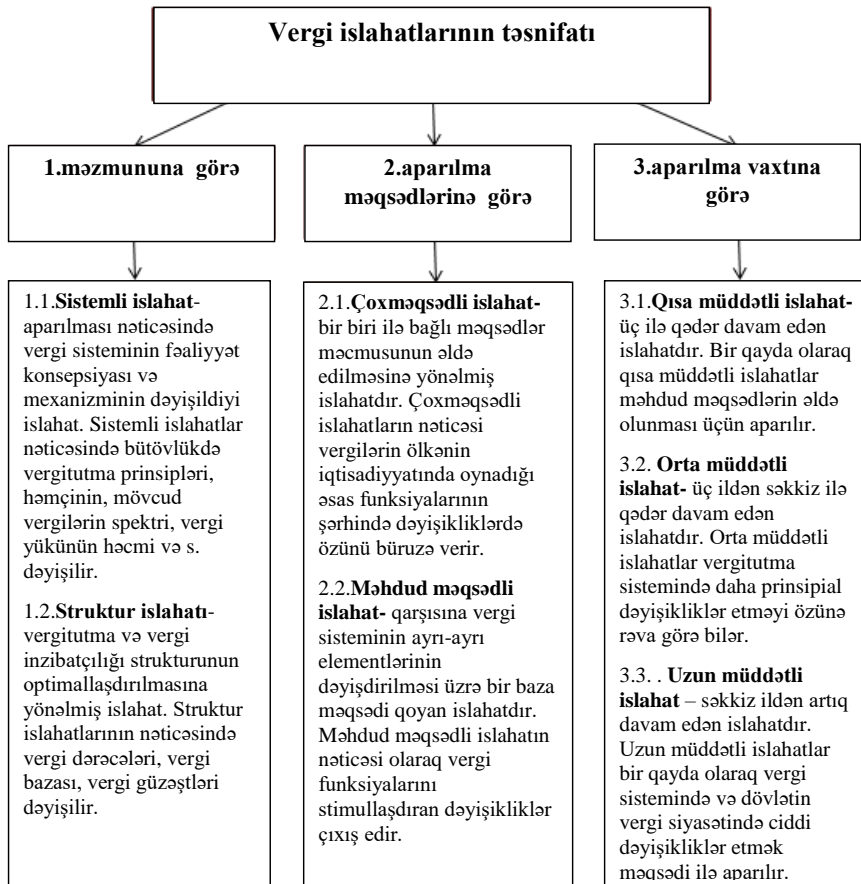 Vergi islahatlarının təsnifatı
1.məzmununa görə
2.aparılma
məqsədlərinə görə
3.aparılma vaxtına
görə
1.1.Sistemli islahat-
aparılması nəticəsində
vergi sisteminin fəaliyyət
konsepsiyası və
mexanizminin dəyişildiyi
islahat. Sistemli islahatlar
nəticəsində bütövlükdə
vergitutma prinsipləri,
həmçinin, mövcud
vergilərin spektri, vergi
yükünün həcmi və s.
dəyişilir.
1.2.Struktur islahatı-
vergitutma və vergi
inzibatçılığı strukturunun
optimallaşdırılmasına
yönəlmiş islahat. Struktur
islahatlarının nəticəsində
vergi dərəcələri, vergi
bazası, vergi güzəştləri
dəyişilir.
2.1.Çoxməqsədli islahat-
bir biri ilə bağlı məqsədlər
məcmusunun əldə
edilməsinə yönəlmiş
islahatdır. Çoxməqsədli
islahatların nəticəsi
vergilərin ölkənin
iqtisadiyyatında oynadığı
əsas funksiyalarının
şərhində dəyişikliklərdə
özünü büruzə verir.
2.2.Məhdud məqsədli
islahat- qarşısına vergi
sisteminin ayrı-ayrı
elementlərinin
dəyişdirilməsi üzrə bir baza
məqsədi qoyan islahatdır.
Məhdud məqsədli islahatın
nəticəsi olaraq vergi
funksiyalarını
stimullaşdıran dəyişikliklər
çıxış edir.
3.1.Qısa müddətli islahat-
üç ilə qədər davam edən
islahatdır. Bir qayda olaraq
qısa müddətli islahatlar
məhdud məqsədlərin əldə
olunması üçün aparılır.
3.2. Orta müddətli
islahat- üç ildən səkkiz ilə
qədər davam edən
islahatdır. Orta müddətli
islahatlar vergitutma
sistemində daha prinsipial
dəyişikliklər etməyi özünə
rəva görə bilər.
3.3. . Uzun müddətli
islahat – səkkiz ildən artıq
davam edən islahatdır.
Uzun müddətli islahatlar
bir qayda olaraq vergi
sistemində və dövlətin
vergi siyasətində ciddi
dəyişikliklər etmək
məqsədi ilə aparılır.